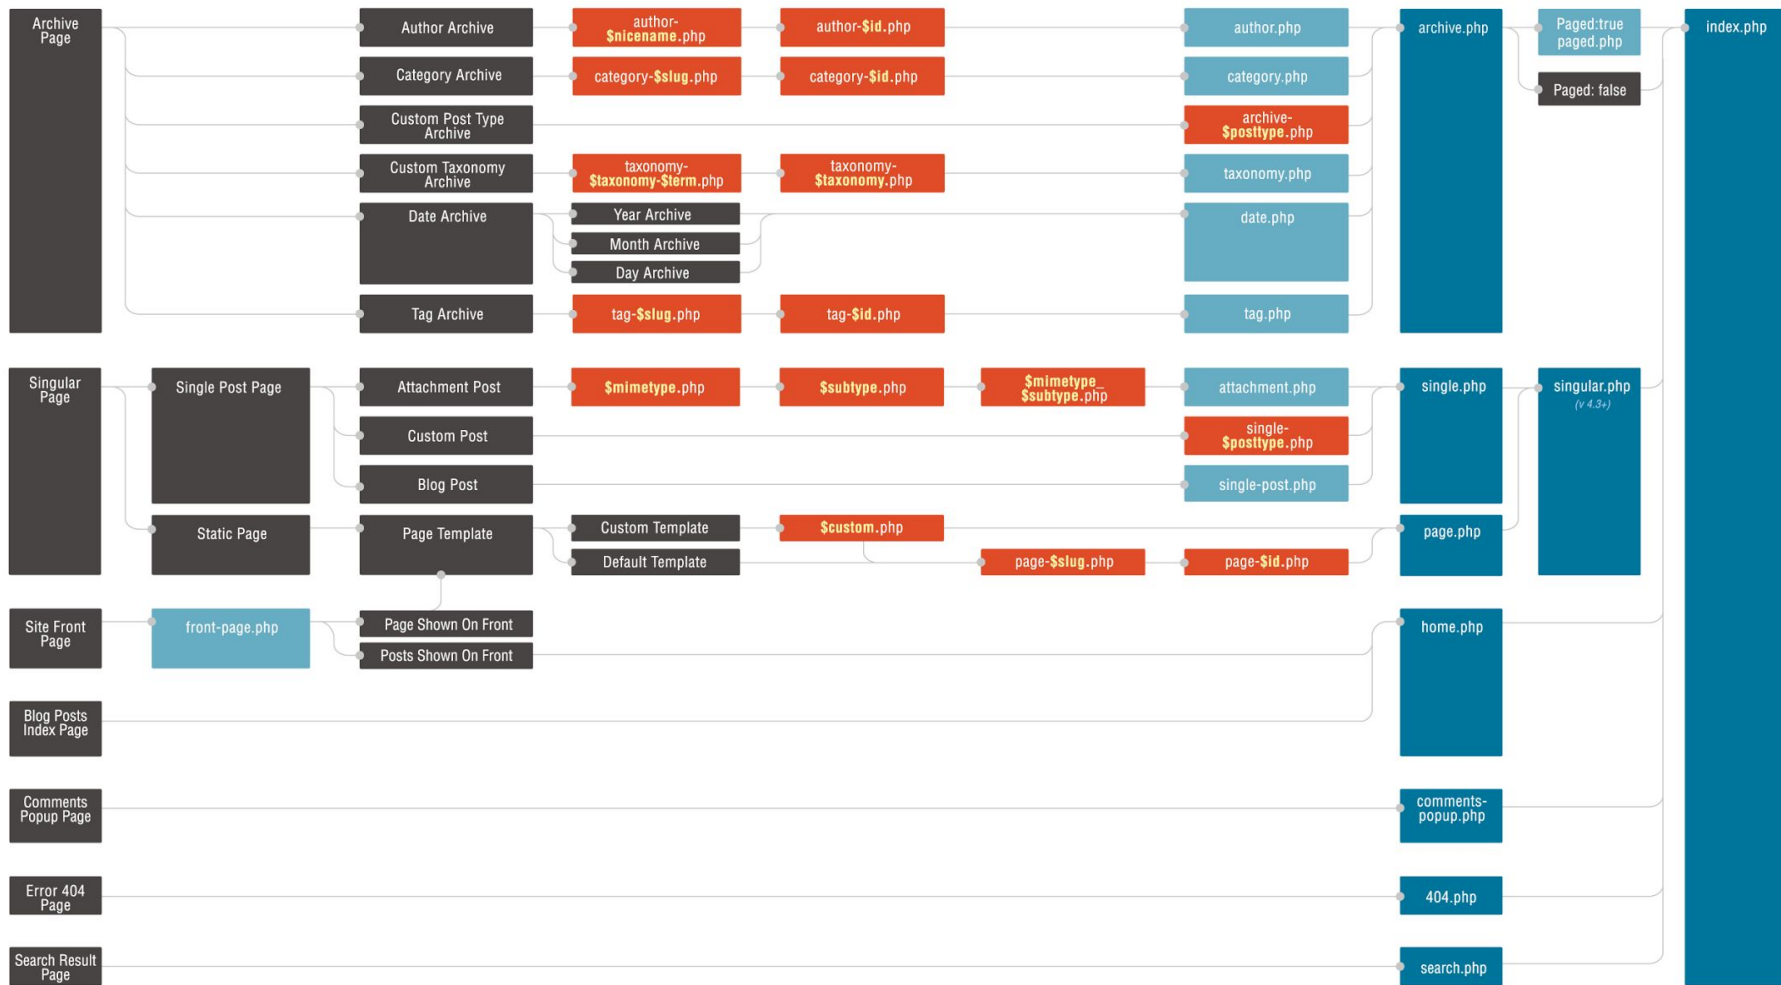 Archive
Page
Author Archive
author-
$nicename.php
author-$id.php
author.php
archive.php
Paged:true
paged.php
index.php
Category Archive
category-$slug.php
category-$id.php
category.php
Paged: false
Custom Post Type
Archive
archive-
$posttype.php
Custom Taxonomy
Archive
taxonomy-
$taxonomy-$term.php
taxonomy-
$taxonomy.php
taxonomy.php
Date Archive
Year Archive
date.php
Month Archive
Day Archive
Tag Archive
tag-$slug.php
tag-$id.php
tag.php
Singular
Page
Single Post Page
Attachment Post
$mimetype.php
$subtype.php
$mimetype_
$subtype.php
attachment.php
single.php
singular.php
(v 4.3+)
Custom Post
single-
$posttype.php
Blog Post
single-post.php
Static Page
Page Template
Custom Template
$custom.php
page.php
Default Template
page-$slug.php
page-$id.php
Site Front
Page
front-page.php
Page Shown On Front
home.php
Posts Shown On Front
Blog Posts
Index Page
Comments
Popup Page
comments-
popup.php
Error 404
Page
404.php
Search Result
Page
search.php